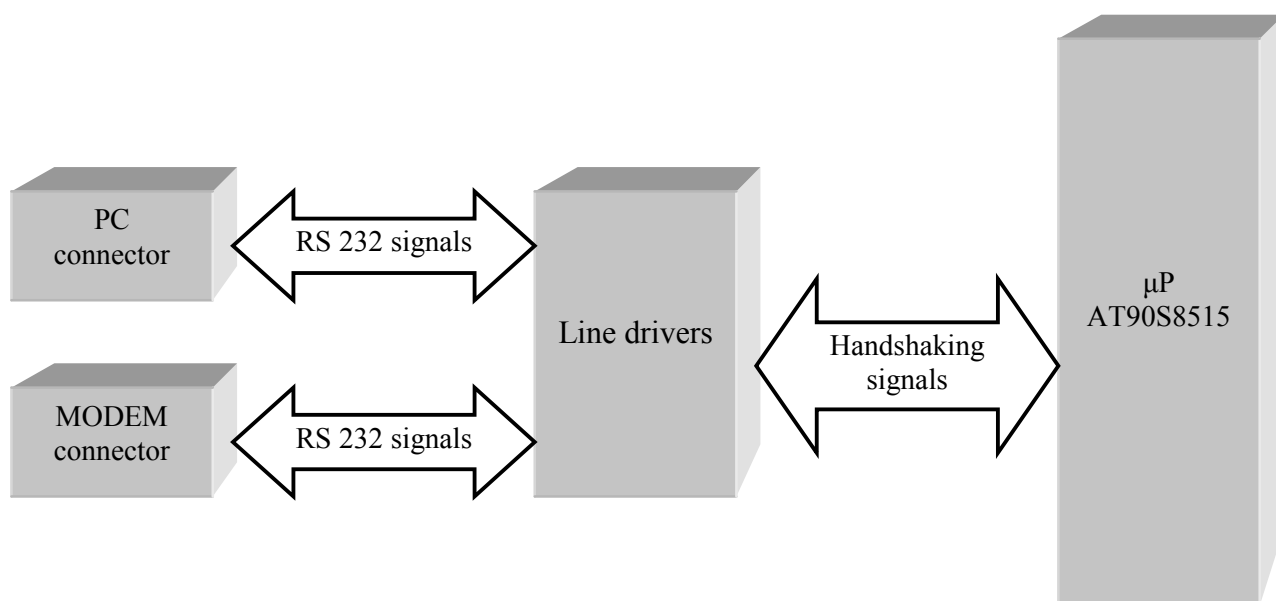 PC
connector
RS 232 signals
MODEM
connector
RS 232 signals
Line drivers
Handshaking
signals
μP
AT90S8515